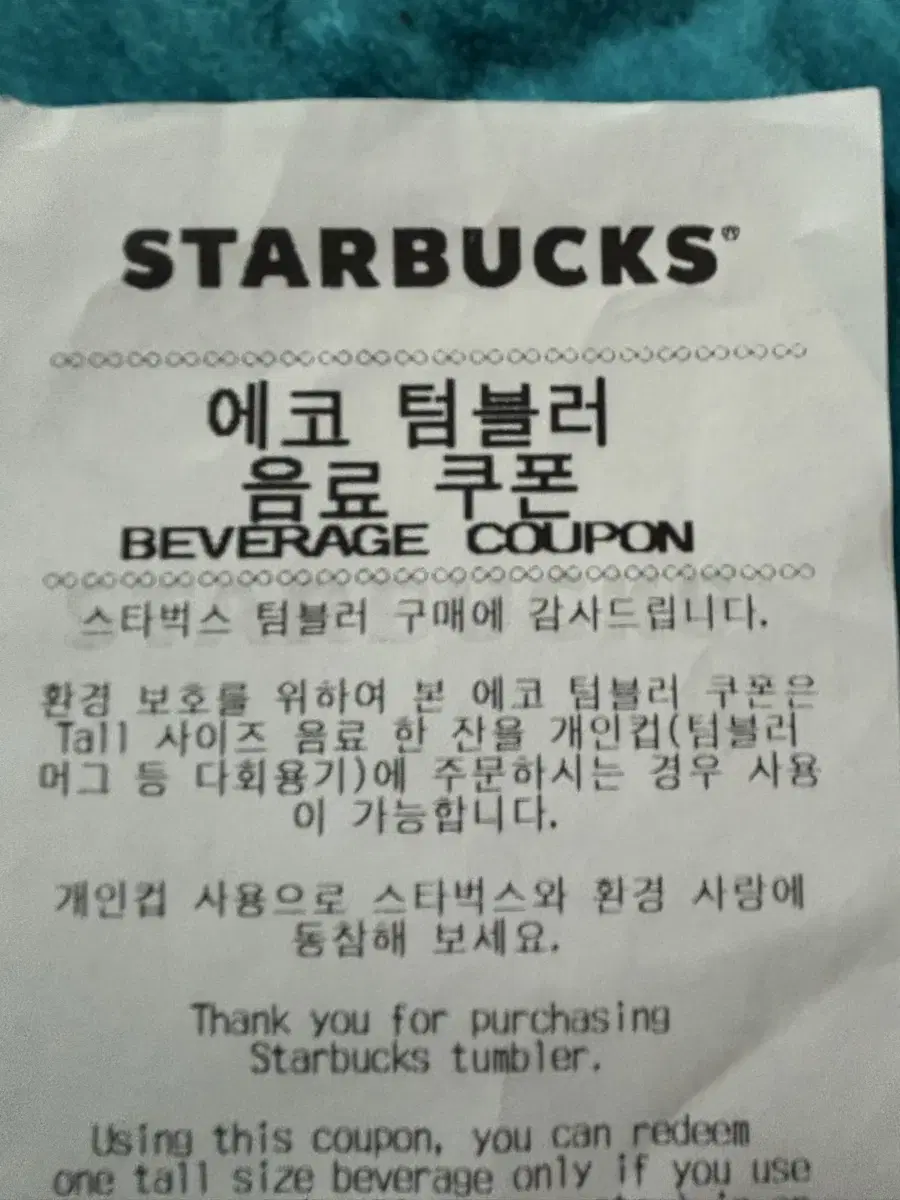 STARBUCKS®
에코 텀블러
음료 쿠폰
BEVERAGE COUPON
스타벅스 텀블러 구매에 감사드립니다.
환경 보호를 위하여 본 에코 텀블러 쿠폰은
Tall 사이즈 음료 한 잔을 개인컵(텀블러
머그 등 다회용기)에 주문하시는 경우 사용
이 가능합니다.
개인컵 사용으로 스타벅스와 환경 사랑에
동참해 보세요.
Thank you for purchasing
Starbucks tumbler.
Using this coupon, you can redeem
one tall size beverage only if you use